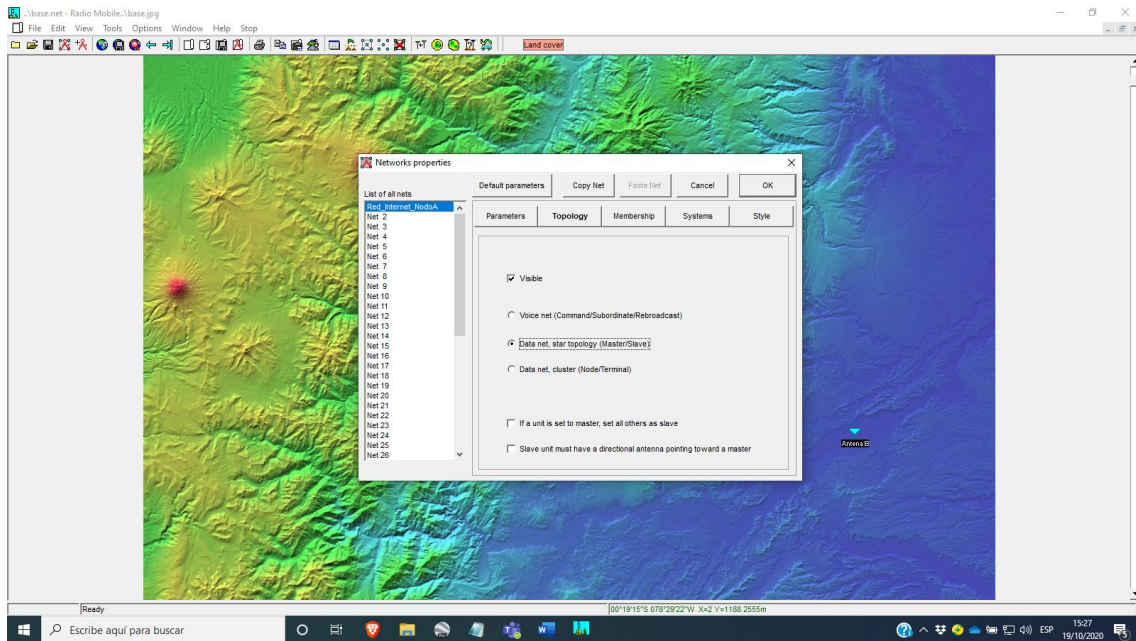 ..\base.net - Radio Mobile..\base.jpg
File Edit View Tools Options Window Help Stop
Land cover
Networks properties
List of all nets
Default parameters Copy Net Paste Net Cancel OK
Parameters Topology Membership Systems Style
Red_Internet_NodoA
Net 2
Net 3
Net 4
Net 5
Net 6
Net 7
Net 8
Net 9
Net 10
Net 11
Net 12
Net 13
Net 14
Net 15
Net 16
Net 17
Net 18
Net 19
Net 20
Net 21
Net 22
Net 23
Net 24
Net 25
Net 26
Visible
Voice net (Command/Subordinate/Rebroadcast)
Data net, star topology (Master/Slave)
Data net, cluster (Node/Terminal)
If a unit is set to master, set all others as slave
Slave unit must have a directional antenna pointing toward a master
Antena B
Ready
00°19'15"S 078°29'22"W X=2 Y=1188 2555m
Escribe aquí para buscar
ESP
15:27
19/10/2020